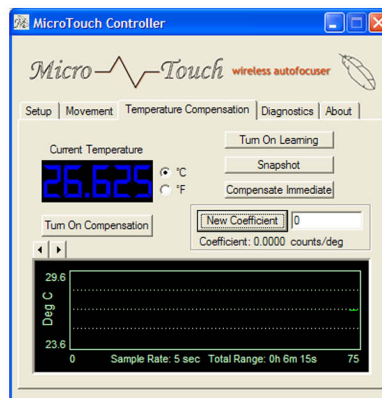 MicroTouch Controller
Micro Touch wireless autofocuser
Setup Movement Temperature Compensation Diagnostics About
Turn On Learning
Current Temperature
Snapshot
26.625
°C
°F
Compensate Immediate
Turn On Compensation
New Coefficient 0
Coefficient: 0.0000 counts/deg
29.6
Deg C
23.6
0 Sample Rate: 5 sec Total Range: 0h 6m 15s 75